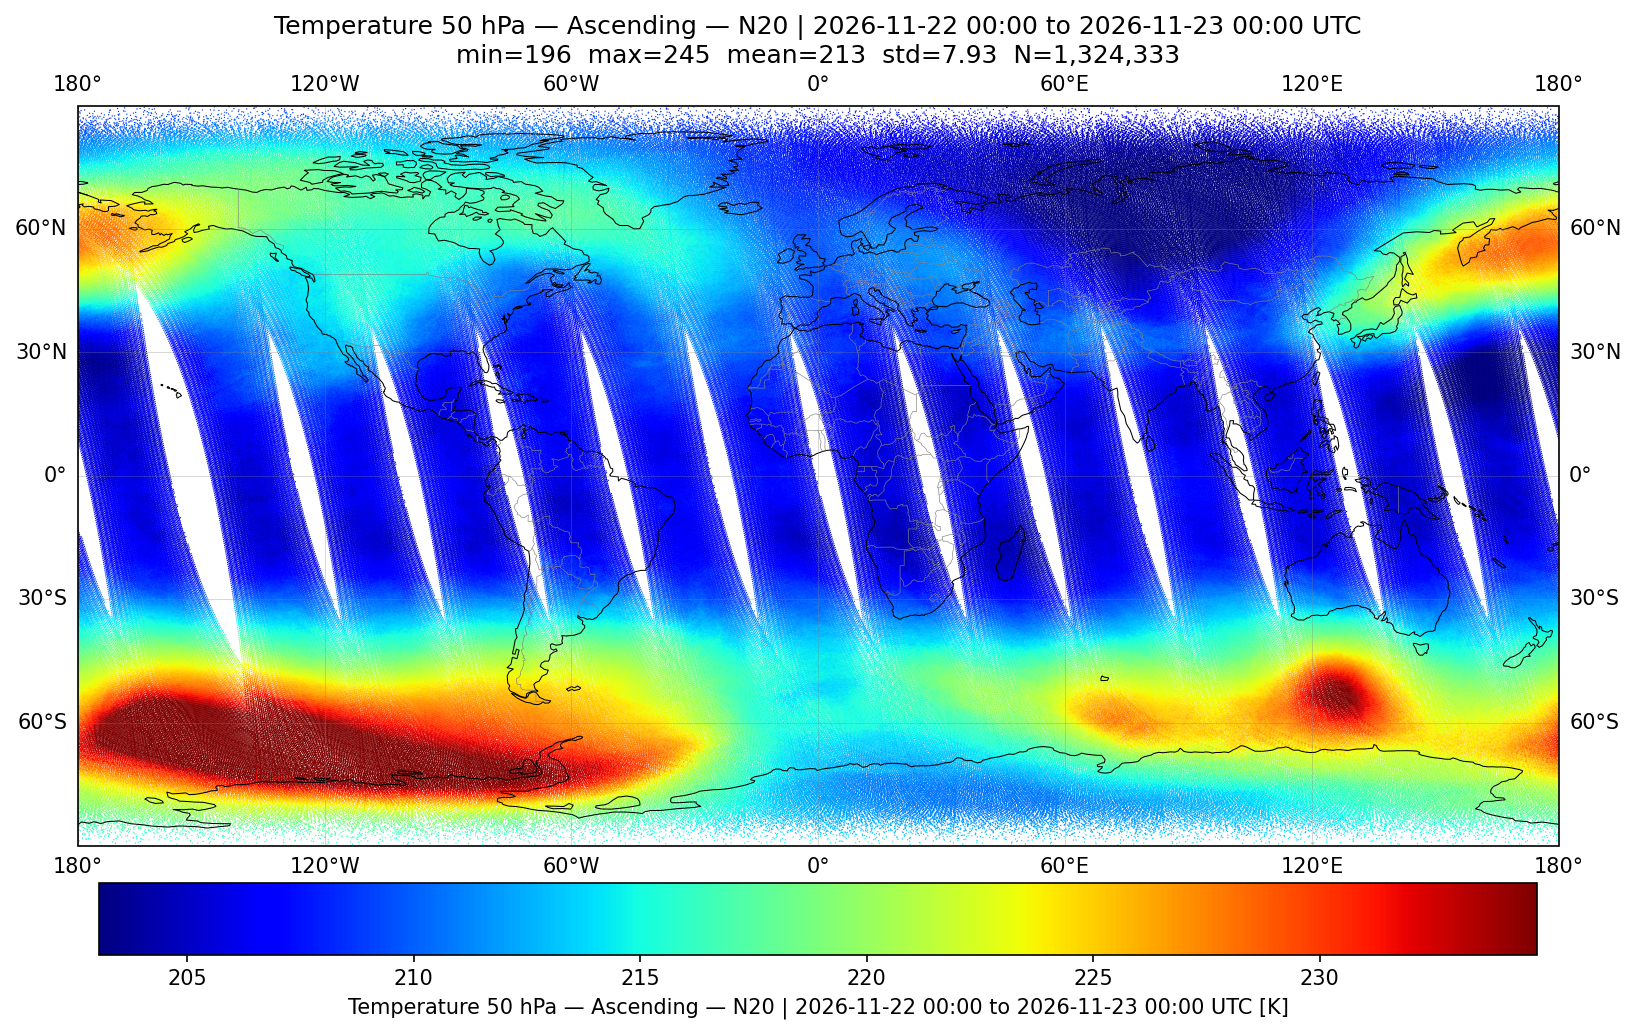 Temperature 50 hPa — Ascending — N20 | 2026-11-22 00:00 to 2026-11-23 00:00 UTC
min=196 max=245 mean=213 std=7.93 N=1,324,333
180° 120°W 60°W 0° 60°E 120°E 180°
60°N 60°N
30°N 30°N
0° 0°
30°S 30°S
60°S 60°S
180° 120°W 60°W 0° 60°E 120°E 180°
205 210 215 220 225 230
Temperature 50 hPa — Ascending — N20 | 2026-11-22 00:00 to 2026-11-23 00:00 UTC [K]